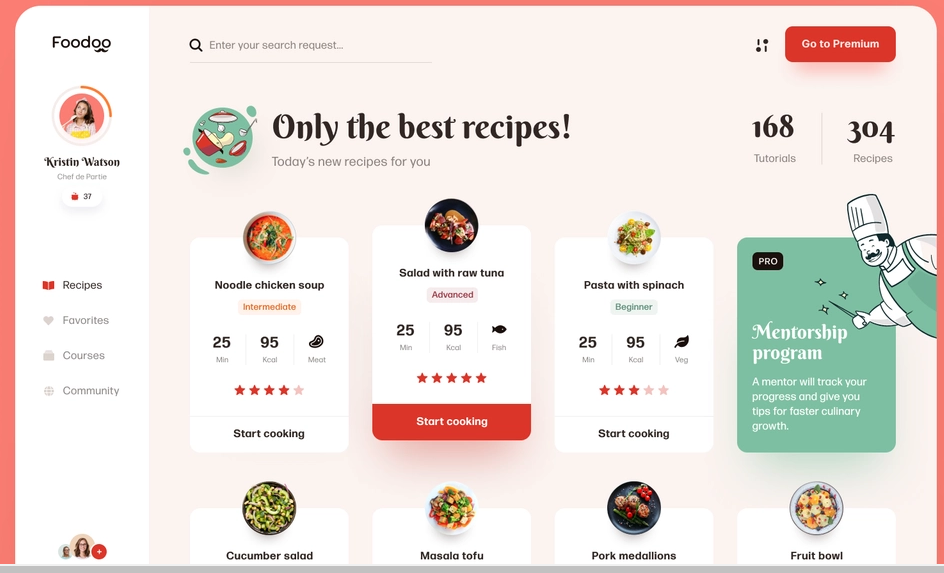 Foodoo
Enter your search request...
Go to Premium
Kristin Watson
Chef de Partie
37
Only the best recipes!
Today's new recipes for you
168
Tutorials
304
Recipes
Recipes
Favorites
Courses
Community
Noodle chicken soup
Intermediate
25
Min
95
Kcal
Meat
Start cooking
Salad with raw tuna
Advanced
25
Min
95
Kcal
Fish
Start cooking
Pasta with spinach
Beginner
25
Min
95
Kcal
Veg
Start cooking
PRO
Mentorship
program
A mentor will track your
progress and give you
tips for faster culinary
growth.
Cucumber salad
Masala tofu
Pork medallions
Fruit bowl